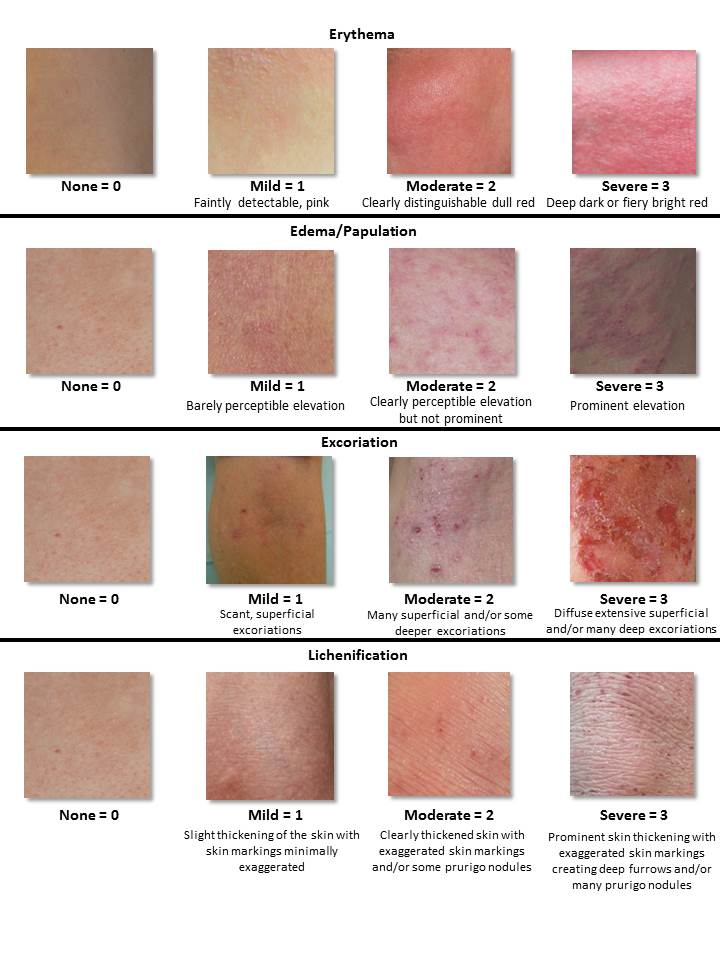 Erythema
None = 0
Mild = 1
Moderate = 2
Severe = 3
Faintly detectable, pink
Clearly distinguishable dull red
Deep dark or fiery bright red
Edema/Papulation
None = 0
Mild = 1
Moderate = 2
Severe = 3
Barely perceptible elevation
Clearly perceptible elevation
but not prominent
Prominent elevation
Excoriation
None = 0
Mild = 1
Moderate = 2
Severe = 3
Scant, superficial
excoriations
Many superficial and/or some
deeper excoriations
Diffuse extensive superficial
and/or many deep excoriations
Lichenification
None = 0
Mild = 1
Moderate = 2
Severe = 3
Slight thickening of the skin with
skin markings minimally
exaggerated
Clearly thickened skin with
exaggerated skin markings
and/or some prurigo nodules
Prominent skin thickening with
exaggerated skin markings
creating deep furrows and/or
many prurigo nodules